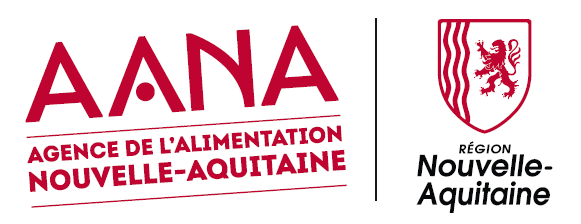 AANA
AGENCE DE L'ALIMENTATION
NOUVELLE-AQUITAINE
RÉGION
Nouvelle-
Aquitaine